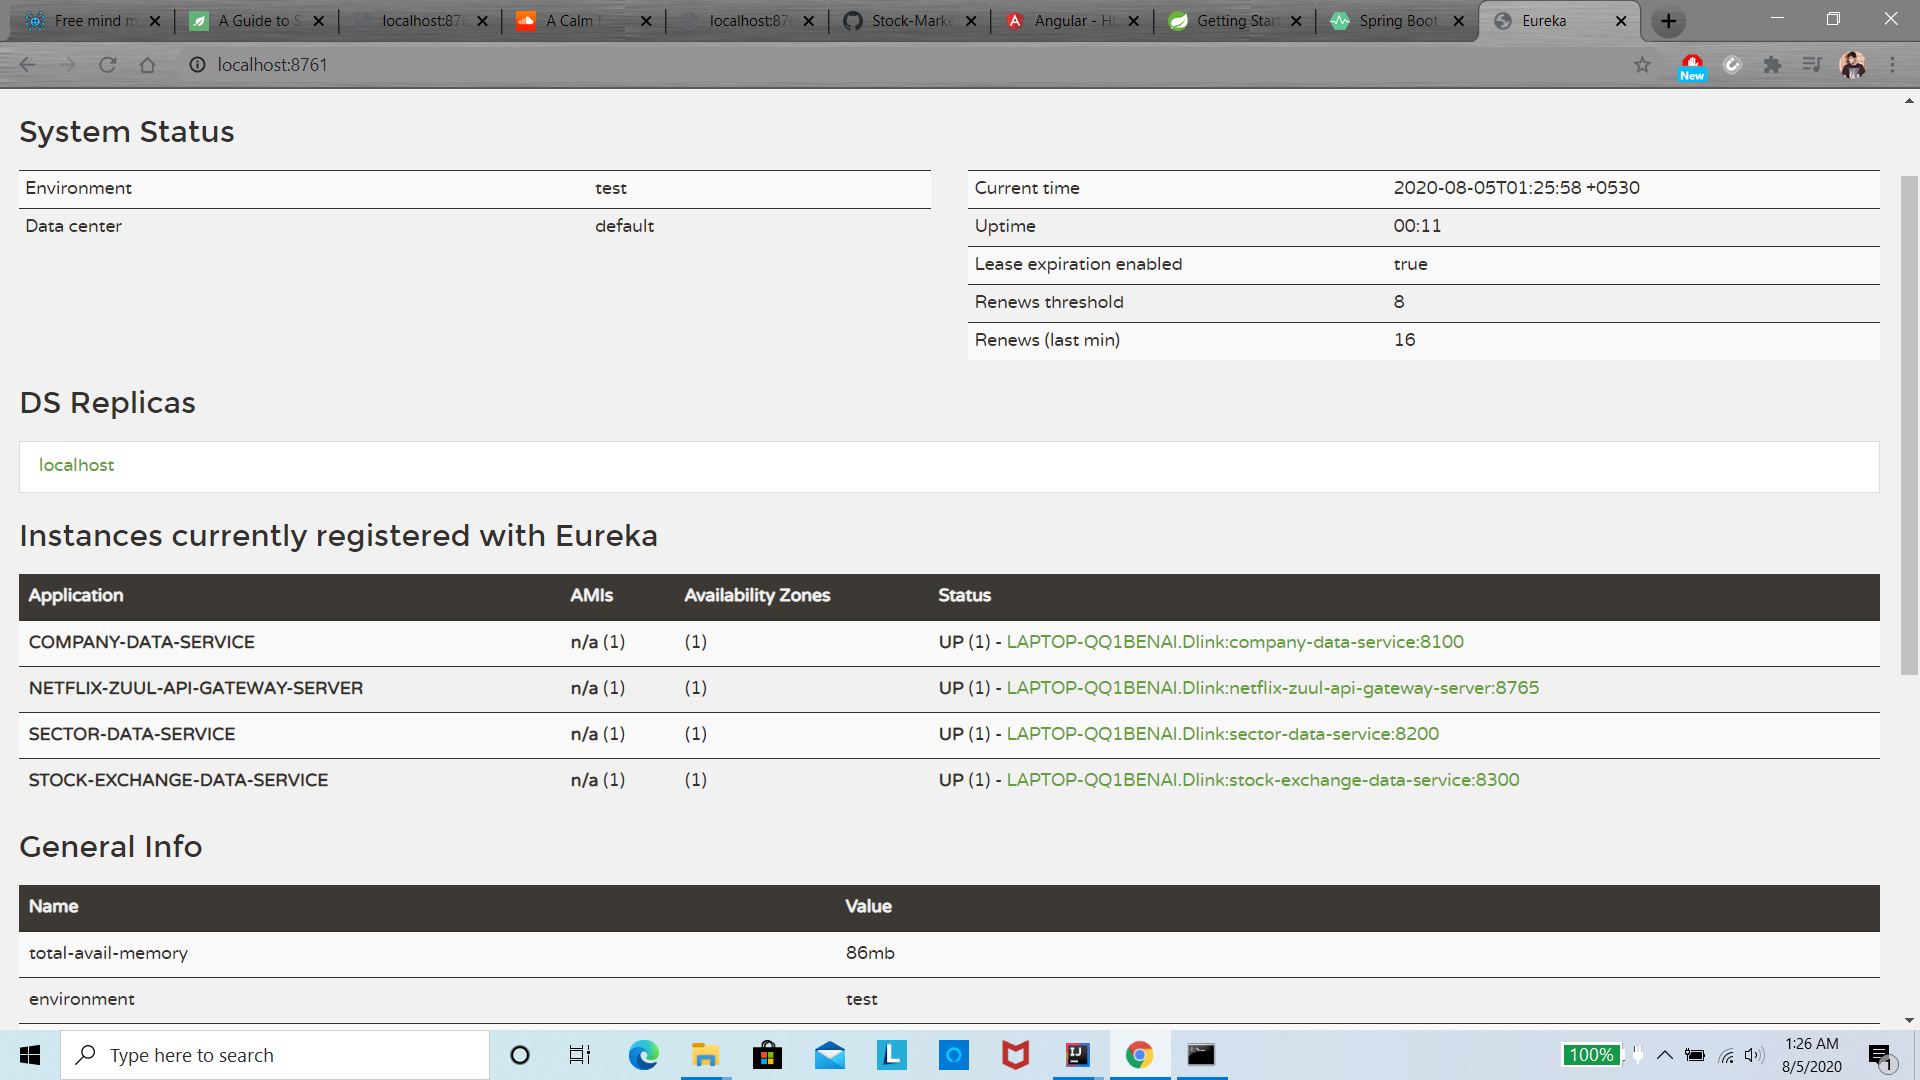 Free mind m
A Guide to S
localhost:87
A Calm
localhost:87
Stock-Marke
Angular - Ht
Getting Star
Spring Boot
Eureka
localhost:8761
New
System Status
Environment test
Data center default
Current time 2020-08-05T01:25:58 +0530
Uptime 00:11
Lease expiration enabled true
Renews threshold 8
Renews (last min) 16
DS Replicas
localhost
Instances currently registered with Eureka
Application AMIs Availability Zones Status
COMPANY-DATA-SERVICE n/a (1) (1) UP (1) - LAPTOP-QQ1BENAI.Dlink:company-data-service:8100
NETFLIX-ZUUL-API-GATEWAY-SERVER n/a (1) (1) UP (1) - LAPTOP-QQ1BENAI.Dlink:netflix-zuul-api-gateway-server:8765
SECTOR-DATA-SERVICE n/a (1) (1) UP (1) - LAPTOP-QQ1BENAI.Dlink:sector-data-service:8200
STOCK-EXCHANGE-DATA-SERVICE n/a (1) (1) UP (1) - LAPTOP-QQ1BENAI.Dlink:stock-exchange-data-service:8300
General Info
Name Value
total-avail-memory 86mb
environment test
Type here to search
L
IJ
100%
1:26 AM
8/5/2020
1